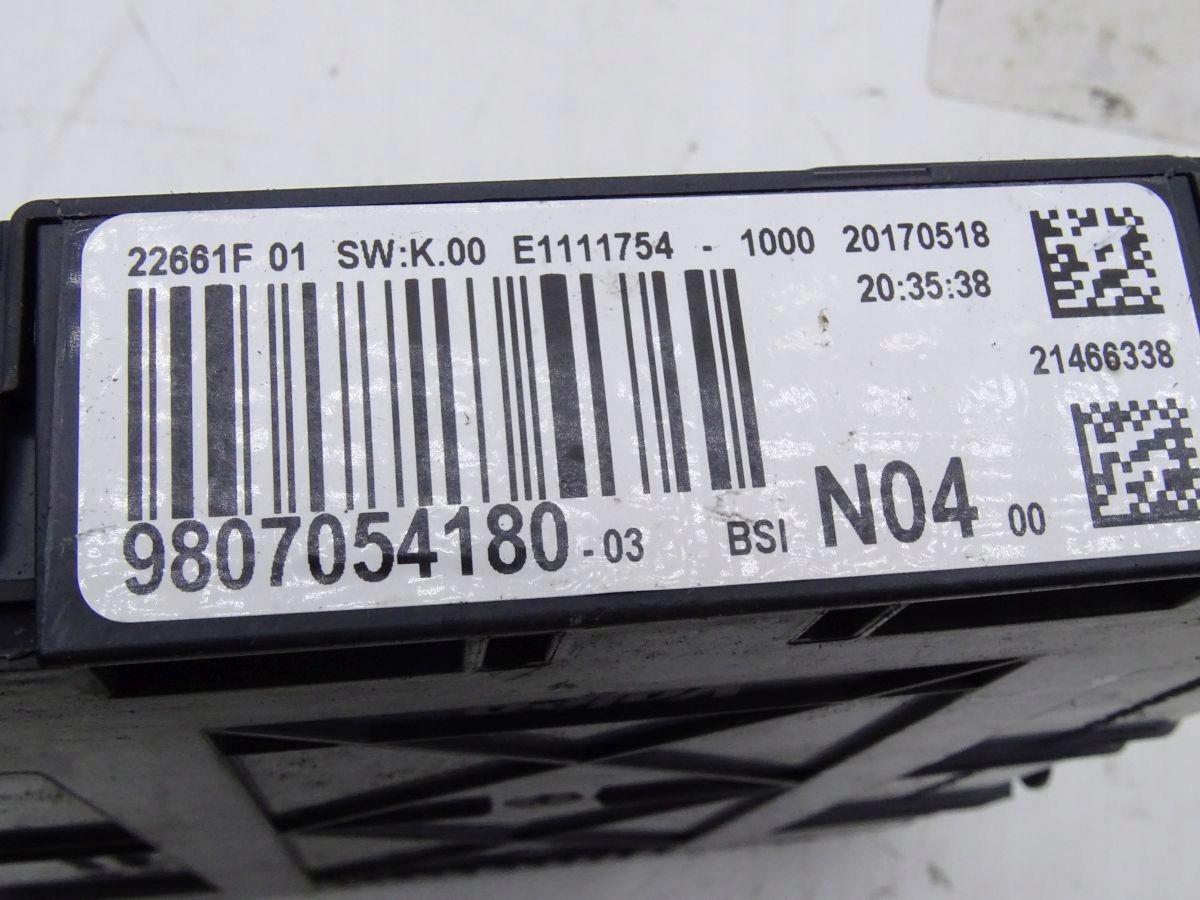 22661F 01 SW:K.00 E1111754 - 1000 20170518
20:35:38
21466338
9807054180 -03 BSI N04 00